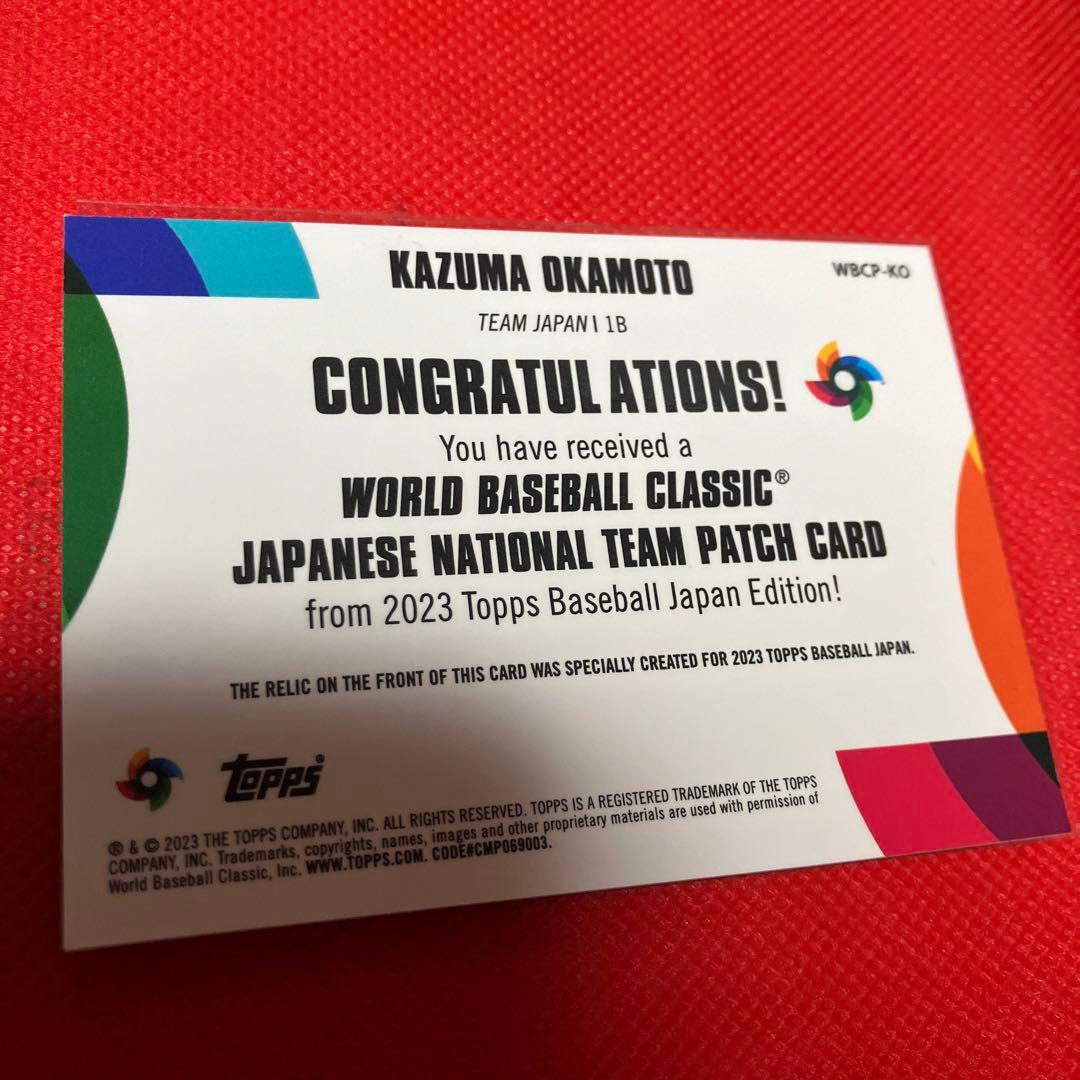 KAZUMA OKAMOTO
WBCP-KO
TEAM JAPAN | 1B
CONGRATULATIONS!
You have received a
WORLD BASEBALL CLASSIC®
JAPANESE NATIONAL TEAM PATCH CARD
from 2023 Topps Baseball Japan Edition!
THE RELIC ON THE FRONT OF THIS CARD WAS SPECIALLY CREATED FOR 2023 TOPPS BASEBALL JAPAN.
topps®
® & © 2023 THE TOPPS COMPANY, INC. ALL RIGHTS RESERVED. TOPPS IS A REGISTERED TRADEMARK OF THE TOPPS
COMPANY, INC. Trademarks, copyrights, names, images and other proprietary materials are used with permission of
World Baseball Classic, Inc. WWW.TOPPS.COM. CODE#CMP069003.